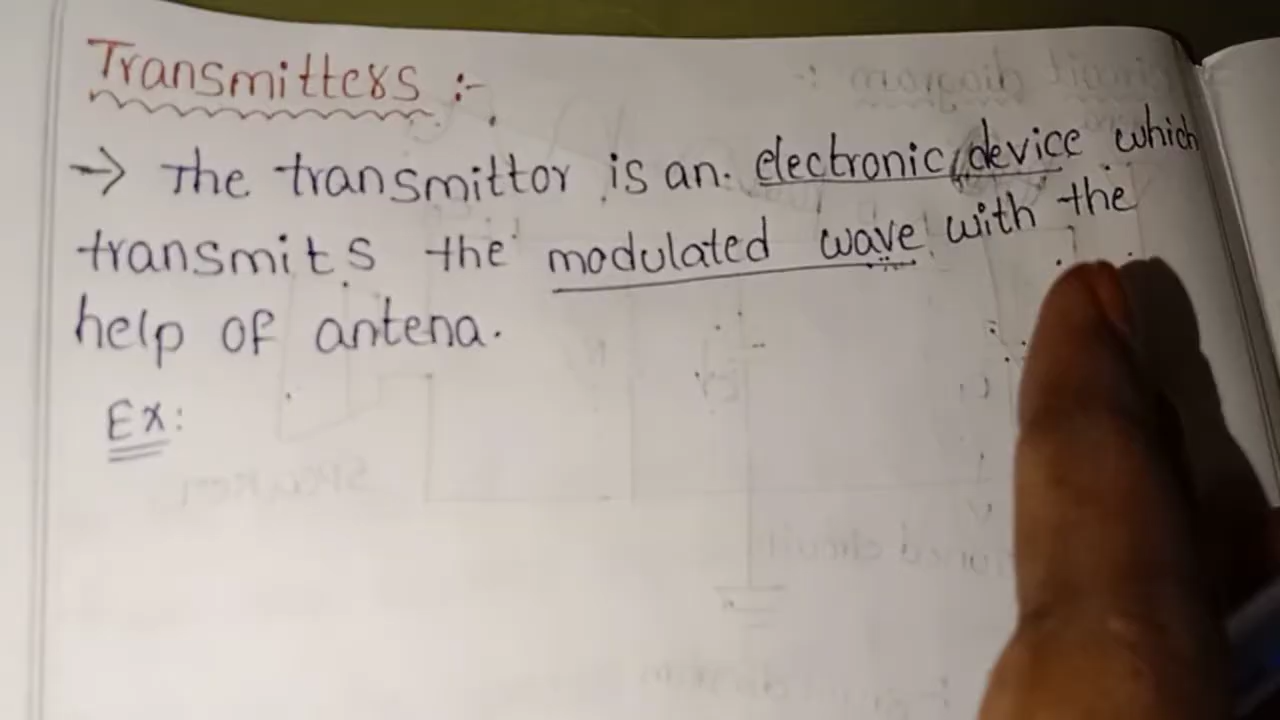 Transmitters :-
→ The transmittor is an electronic device which
transmits the modulated wave with the
help of antena.
Ex: